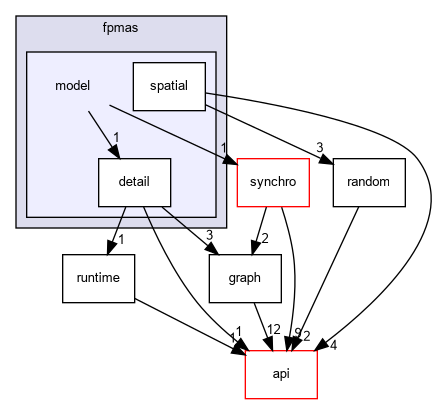 fpmas
model
spatial
1
1
3
detail
synchro
random
1
3
2
runtime
graph
1
1
12
9
2
4
api